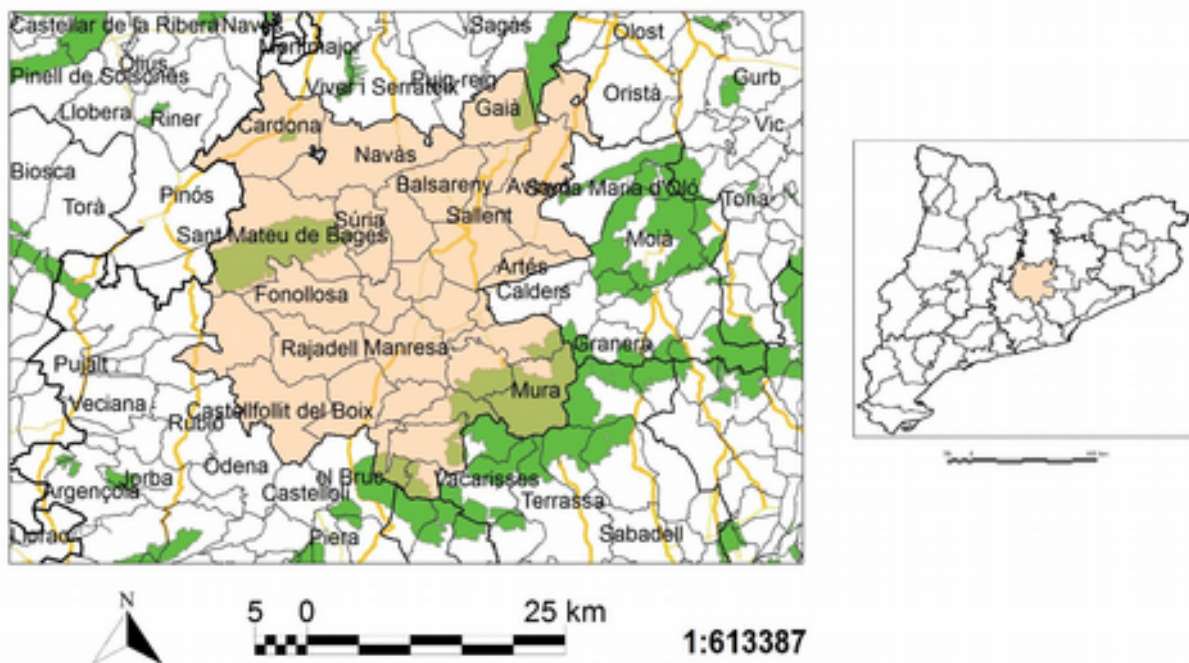 Castellar de la Ribera Navès
Sagàs
Olost
Montmajor
Olius
Pinell de Solsonès
Viver i Serrateix
Puig-reig
Gurb
Llobera
Riner
Gaià
Oristà
Cardona
Vic
Navàs
Biosca
Pinós
Balsareny
Santa Maria d'Oló
Torà
Súria
Sallent
Sant Mateu de Bages
Moià
Artés
Fonollosa
Calders
Rajadell Manresa
Granera
Pujalt
Mura
Veciana
Castellfollit del Boix
Rubió
Òdena
Jorba
el Bruc
Vacarisses
Argençola
Castellolí
Terrassa
Piera
Sabadell
N
5 0 25 km
1:613387